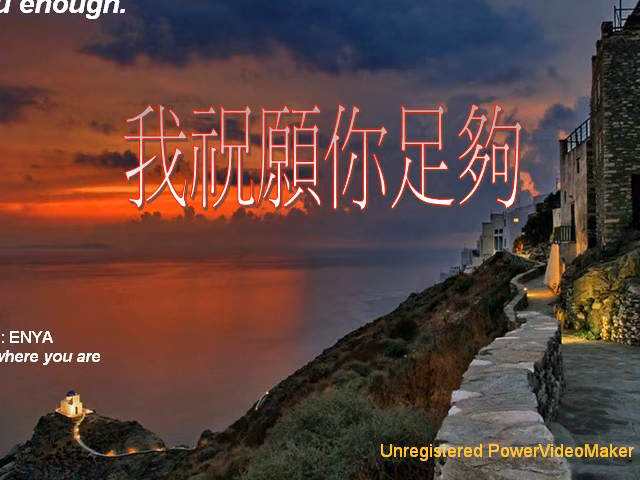 u enough.
我祝願你足夠
: ENYA
where you are
Unregistered PowerVideoMaker